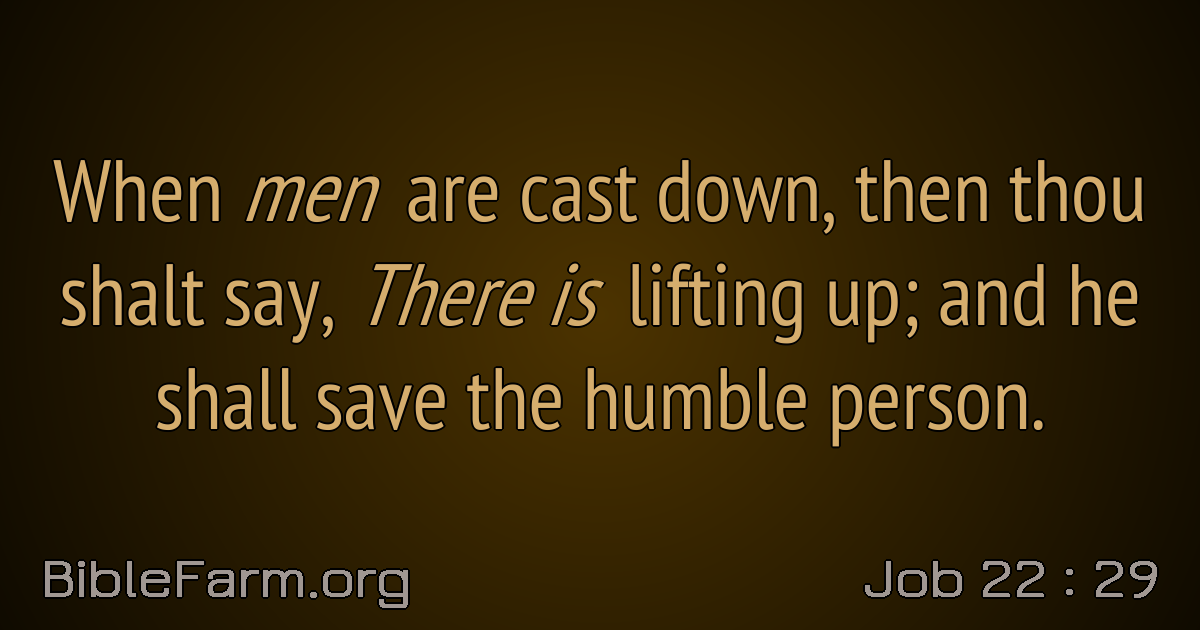 When men are cast down, then thou
shalt say, There is lifting up; and he
shall save the humble person.
BibleFarm.org
Job 22 : 29